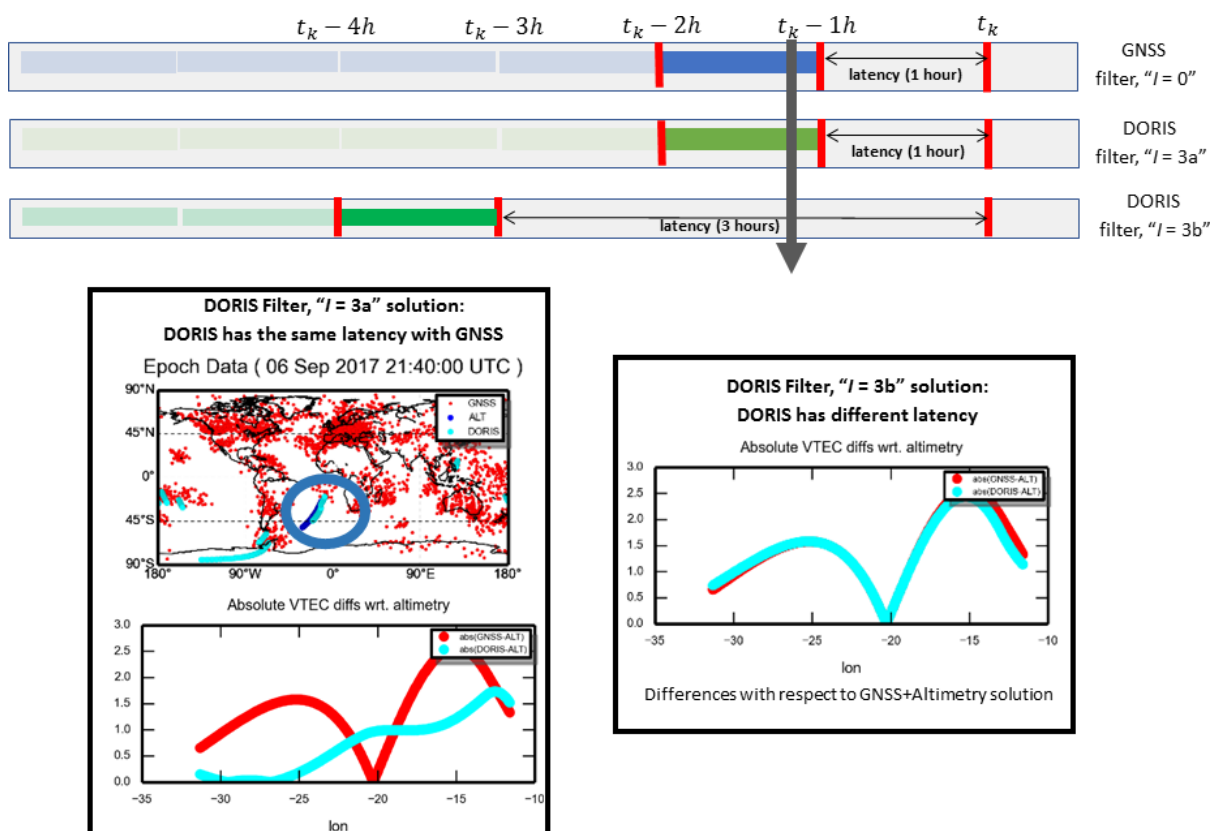 t_k − 4h t_k − 3h t_k − 2h t_k − 1h t_k
GNSS
filter, “l = 0”
latency (1 hour)
DORIS
filter, “l = 3a”
latency (1 hour)
DORIS
filter, “l = 3b”
latency (3 hours)
DORIS Filter, “l = 3a” solution:
DORIS has the same latency with GNSS
Epoch Data ( 06 Sep 2017 21:40:00 UTC )
90°N
45°N
0°
45°S
90°S
180° 90°W 0° 90°E 180°
GNSS
ALT
DORIS
Absolute VTEC diffs wrt. altimetry
3.0
2.5
2.0
1.5
1.0
0.5
0.0
−35 −30 −25 −20 −15 −10
lon
abs(GNSS-ALT)
abs(DORIS-ALT)
DORIS Filter, “l = 3b” solution:
DORIS has different latency
Absolute VTEC diffs wrt. altimetry
3.0
2.5
2.0
1.5
1.0
0.5
0.0
−35 −30 −25 −20 −15 −10
lon
abs(GNSS-ALT)
abs(DORIS-ALT)
Differences with respect to GNSS+Altimetry solution